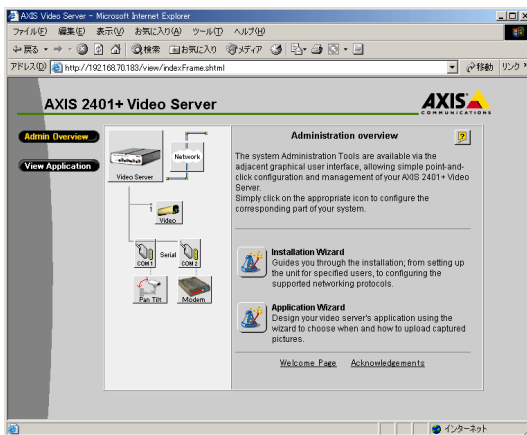 AXIS Video Server - Microsoft Internet Explorer
ファイル(F) 編集(E) 表示(V) お気に入り(A) ツール(T) ヘルプ(H)
戻る 検索 お気に入り メディア
アドレス(D) http://192.168.70.183/view/indexFrame.shtml 移動 リンク
AXIS 2401+ Video Server
AXIS
COMMUNICATIONS
Admin Overview
View Application
Video Server
Network
1
Video
COM 1
Serial
COM 2
Pan Tilt
Modem
Administration overview
?
The system Administration Tools are available via the
adjacent graphical user interface, allowing simple point-and-
click configuration and management of your AXIS 2401+ Video
Server.
Simply click on the appropriate icon to configure the
corresponding part of your system.
Installation Wizard
Guides you through the installation; from setting up
the unit for specified users, to configuring the
supported networking protocols.
Application Wizard
Design your video server's application using the
wizard to choose when and how to upload captured
pictures.
Welcome Page Acknowledgements
インターネット